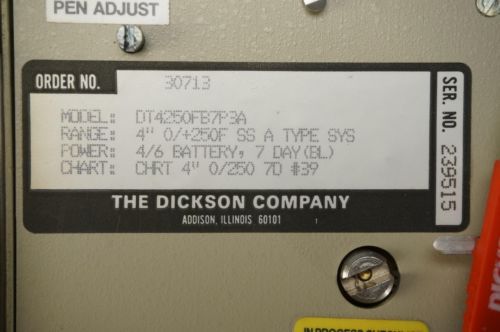 PEN ADJUST
ORDER NO. 30713
MODEL: DT4250FB7P3A
RANGE: 4" 0/+250F SS A TYPE SYS
POWER: 4/6 BATTERY, 7 DAY(BL)
CHART: CHRT 4" 0/250 7D #39
SER. NO. 239515
THE DICKSON COMPANY
ADDISON, ILLINOIS 60101